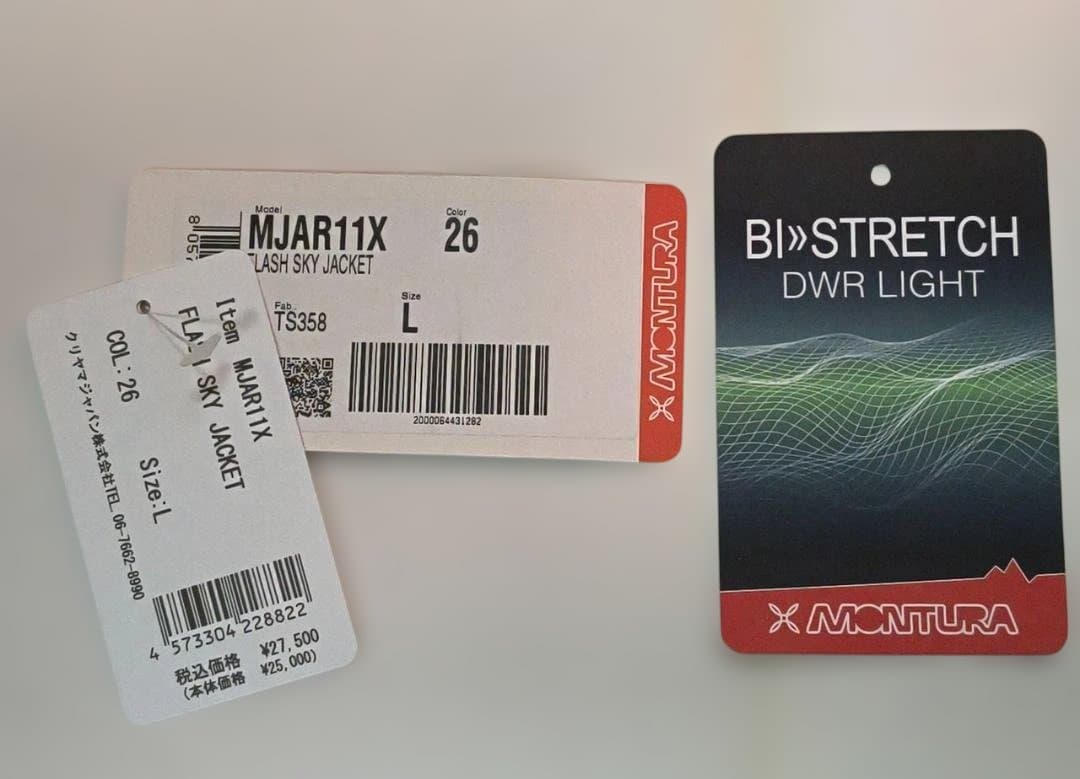 Model
MJAR11X
FLASH SKY JACKET
Color
26
Fab.
TS358
Size
L
2000064431282
MONTURA
Item MJAR11X
SKY JACKET
COL: 26
Size:L
クリヤマジャパン株式会社TEL 06-7662-8990
4 573304 228822
税込価格 ¥27,500
(本体価格 ¥25,000)
BI»STRETCH
DWR LIGHT
MONTURA